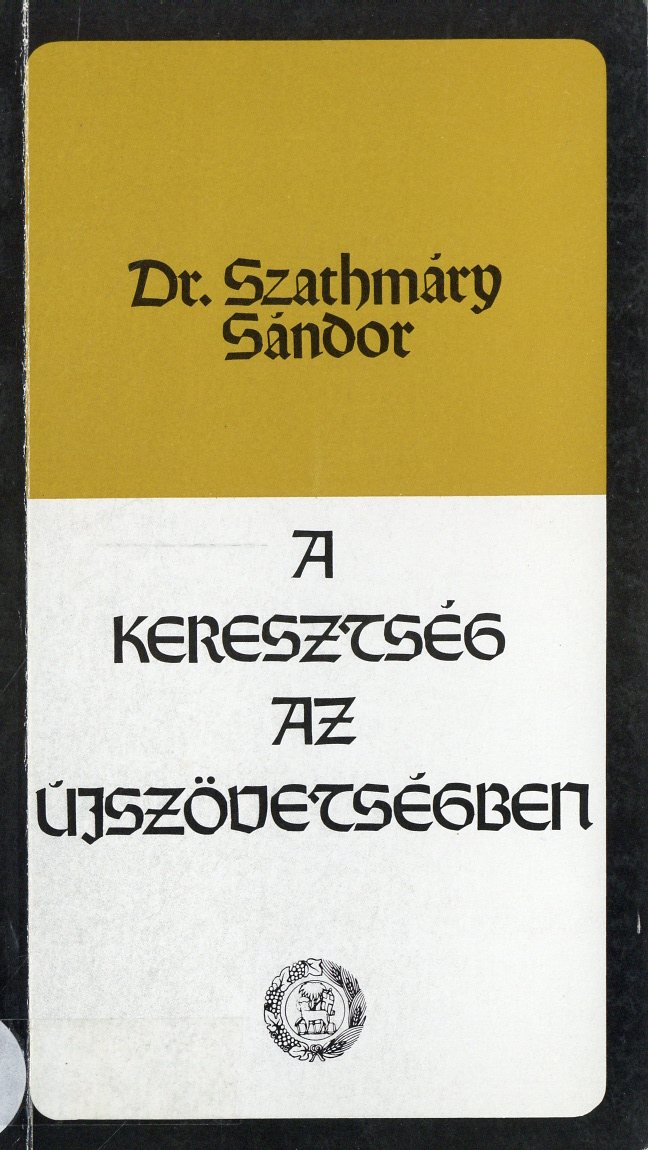 Dr. Szathmáry
Sándor
A
KERESZTSÉG
AZ
ÚJSZÖVETSÉGBEN